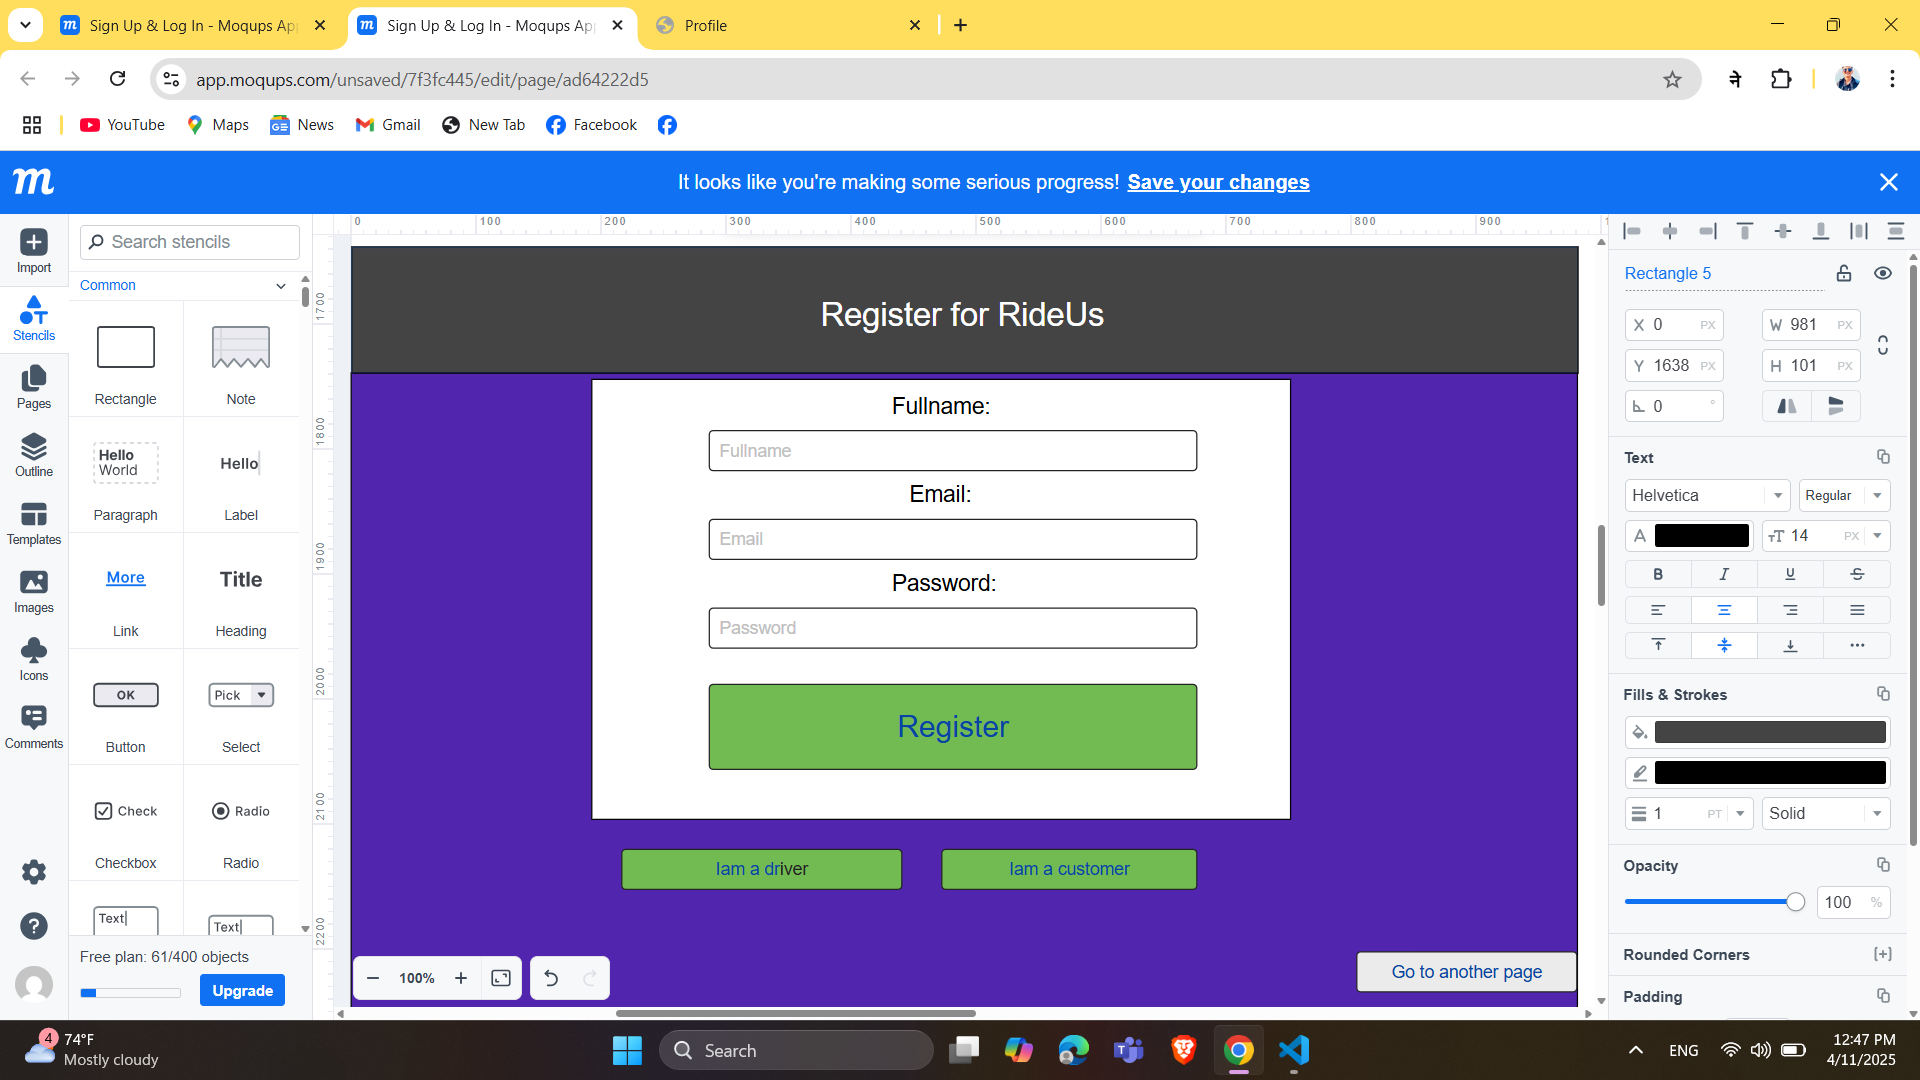 Sign Up & Log In - Moqups Ap
Sign Up & Log In - Moqups Ap
Profile
app.moqups.com/unsaved/7f3fc445/edit/page/ad64222d5
ने
YouTube
Maps
News
Gmail
New Tab
Facebook
m
It looks like you're making some serious progress! Save your changes
Import
Stencils
Pages
Outline
Templates
Images
Icons
Comments
Search stencils
Common
Rectangle
Note
Hello
World
Hello
Paragraph
Label
More
Title
Link
Heading
OK
Pick
Button
Select
Check
Radio
Checkbox
Radio
Text
Text
Free plan: 61/400 objects
Upgrade
0 100 200 300 400 500 600 700 800 900
1700
1800
1900
2000
2100
2200
Register for RideUs
Fullname:
Fullname
Email:
Email
Password:
Password
Register
Iam a driver
Iam a customer
Go to another page
100%
Rectangle 5
X 0 PX
W 981 PX
Y 1638 PX
H 101 PX
0 °
Text
Helvetica
Regular
A
14 PX
B I U S
Fills & Strokes
1 PT
Solid
Opacity
100 %
Rounded Corners
[+]
Padding
4
74°F
Mostly cloudy
Search
ENG
12:47 PM
4/11/2025